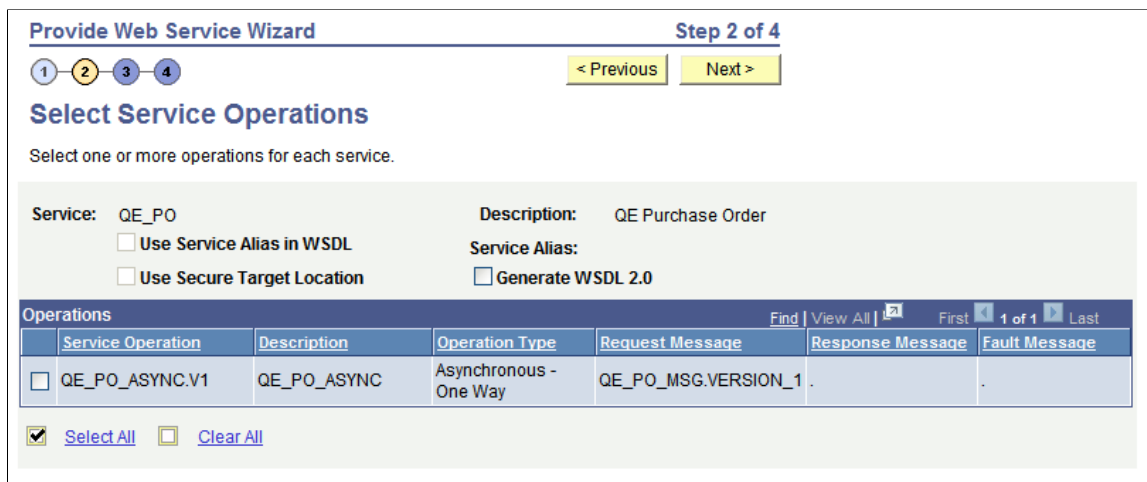 Provide Web Service Wizard Step 2 of 4
1 2 3 4 < Previous Next >
Select Service Operations
Select one or more operations for each service.
Service: QE_PO Description: QE Purchase Order
Use Service Alias in WSDL Service Alias:
Use Secure Target Location Generate WSDL 2.0
Operations Find | View All | First 1 of 1 Last
Service Operation Description Operation Type Request Message Response Message Fault Message
QE_PO_ASYNC.V1 QE_PO_ASYNC Asynchronous - QE_PO_MSG.VERSION_1 . .
One Way
Select All Clear All